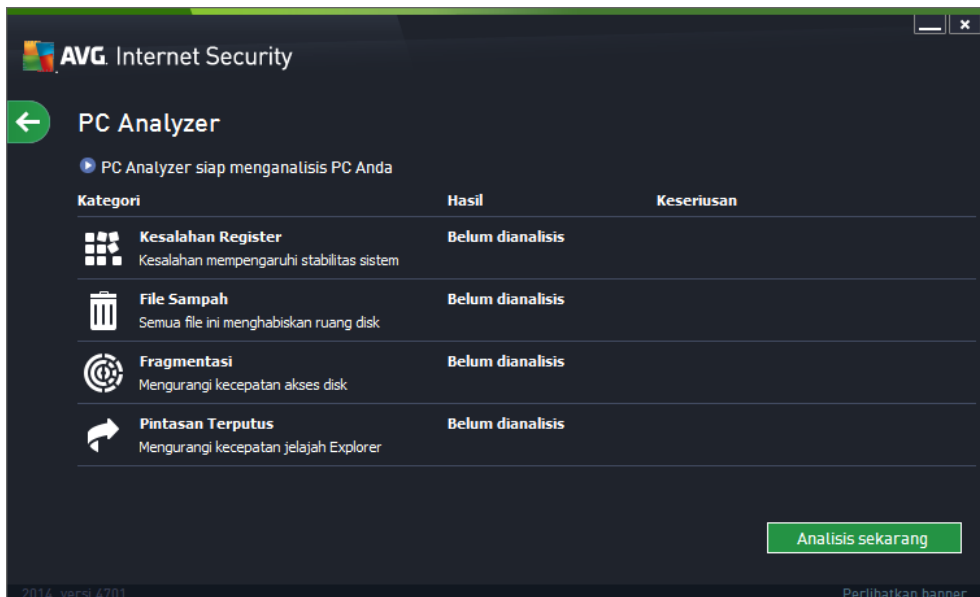 AVG. Internet Security
PC Analyzer
PC Analyzer siap menganalisis PC Anda
Kategori Hasil Keseriusan
Kesalahan Register Belum dianalisis
Kesalahan mempengaruhi stabilitas sistem
File Sampah Belum dianalisis
Semua file ini menghabiskan ruang disk
Fragmentasi Belum dianalisis
Mengurangi kecepatan akses disk
Pintasan Terputus Belum dianalisis
Mengurangi kecepatan jelajah Explorer
Analisis sekarang
2014 versi 4701 Perlihatkan banner